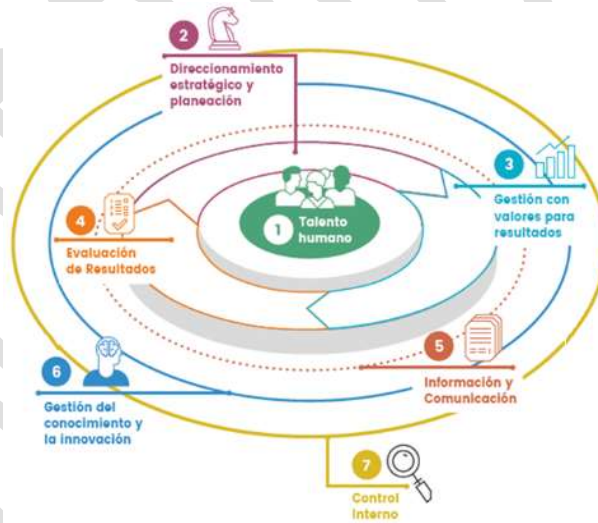 2
Direccionamiento
estratégico y
planeación
3
Gestión con
valores para
resultados
1
Talento
humano
4
Evaluación
de Resultados
5
Información y
Comunicación
6
Gestión del
conocimiento y
la innovación
7
Control
Interno